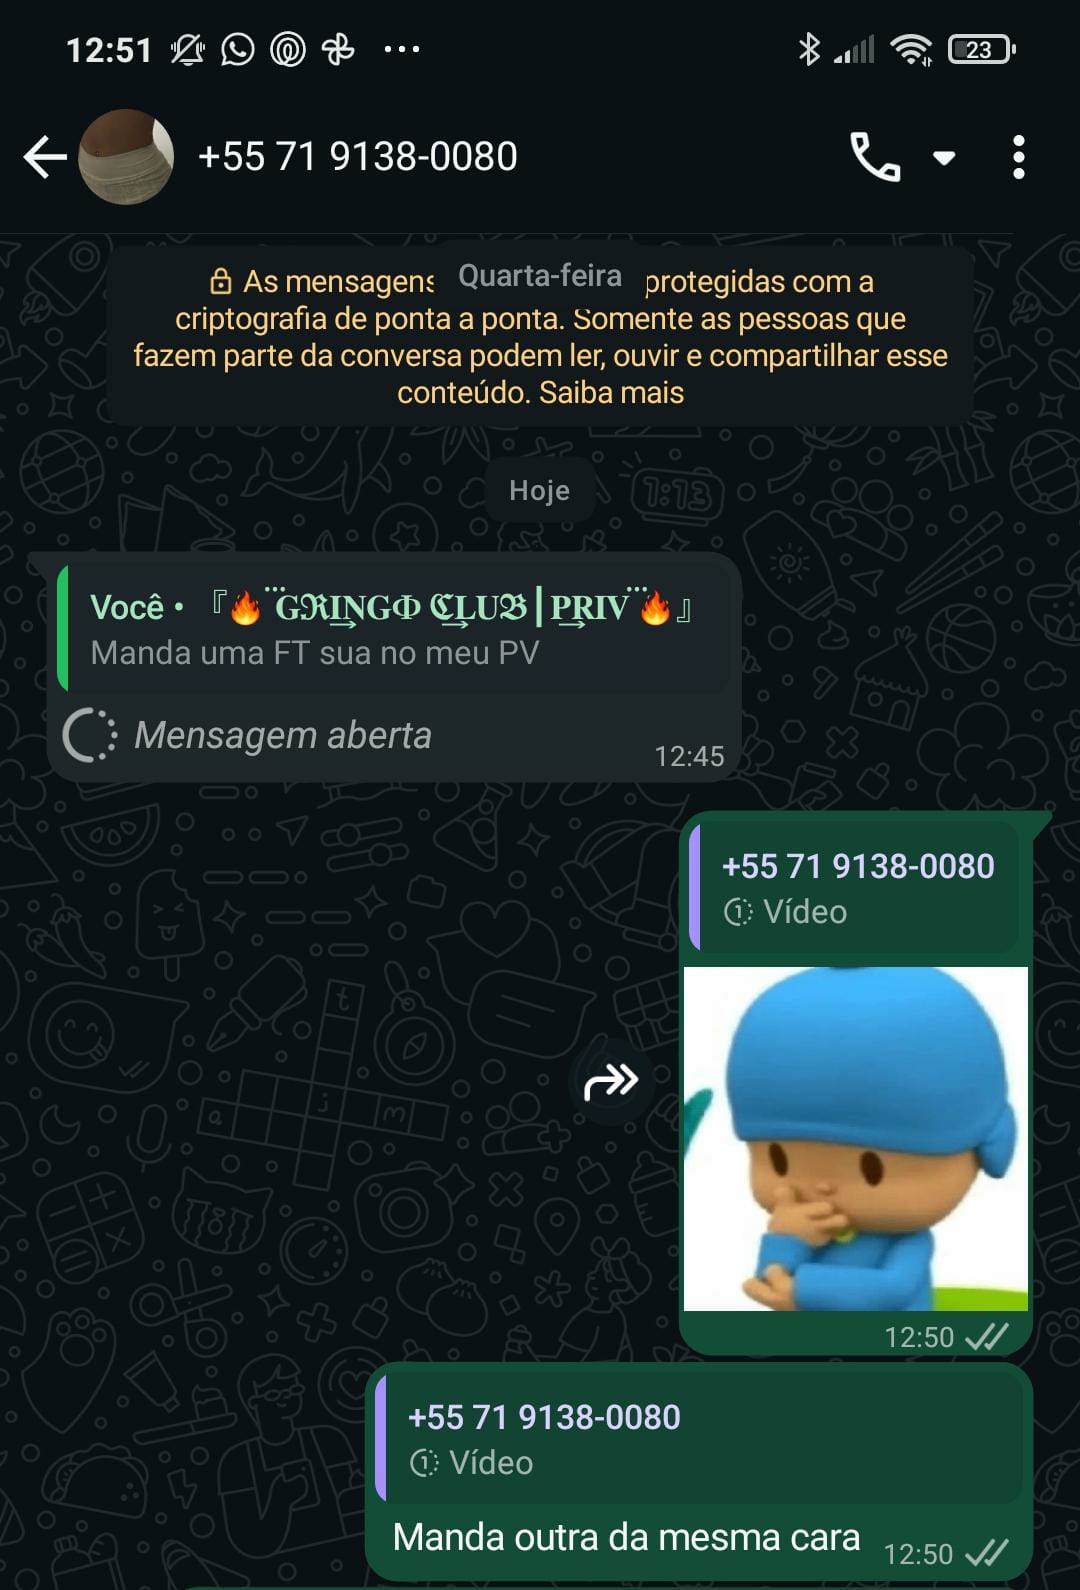 12:51
23
+55 71 9138-0080
Quarta-feira
As mensagens protegidas com a
criptografia de ponta a ponta. Somente as pessoas que
fazem parte da conversa podem ler, ouvir e compartilhar esse
conteúdo. Saiba mais
Hoje
Você • 『🔥G̈ℜIṆGΦ ℭLU𝔅|PRIV̈🔥』
Manda uma FT sua no meu PV
Mensagem aberta
12:45
+55 71 9138-0080
1 Vídeo
12:50
+55 71 9138-0080
1 Vídeo
Manda outra da mesma cara
12:50